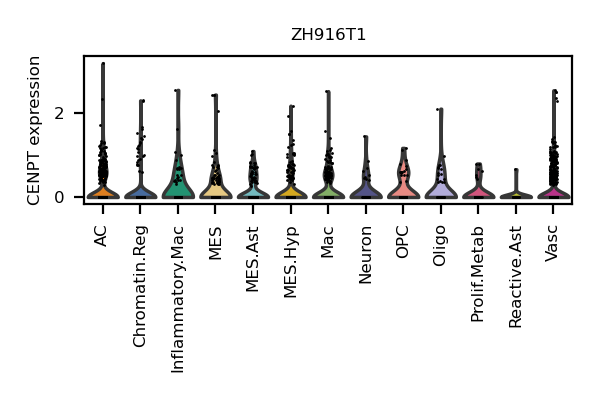 ZH916T1
CENPT expression
2
0
AC
Chromatin.Reg
Inflammatory.Mac
MES
MES.Ast
MES.Hyp
Mac
Neuron
OPC
Oligo
Prolif.Metab
Reactive.Ast
Vasc